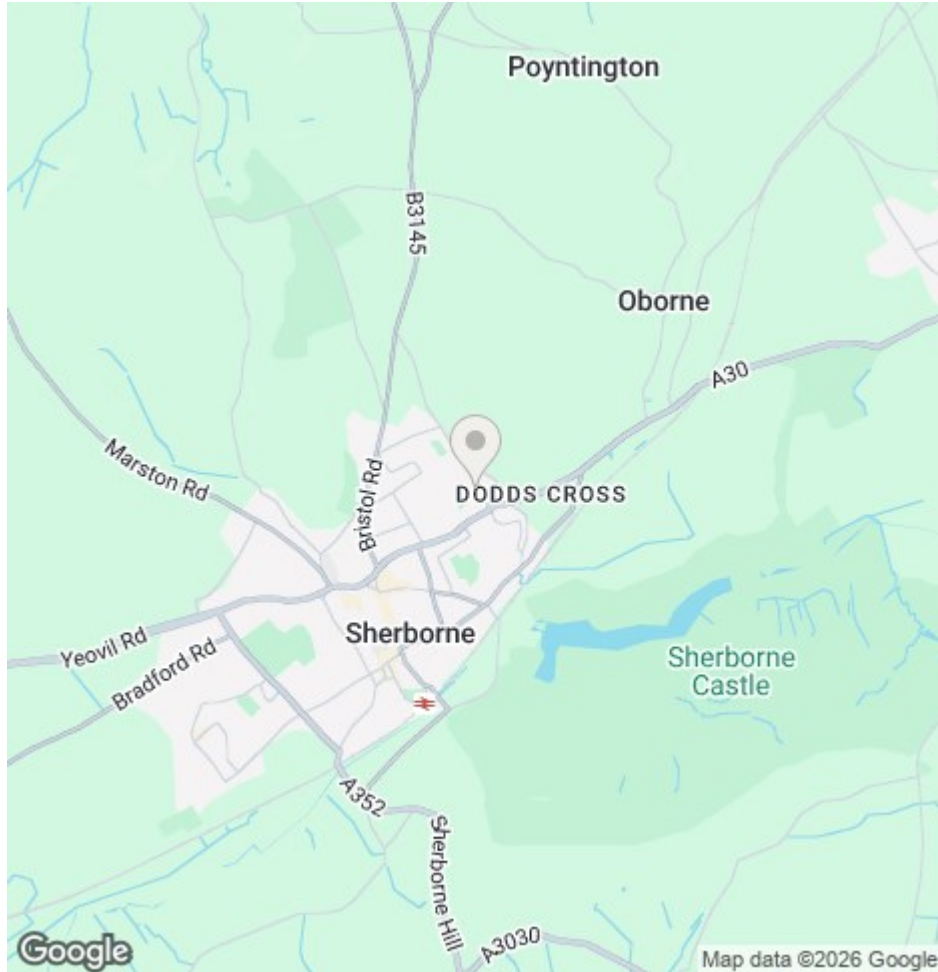 Poyntington
B3145
Oborne
A30
Marston Rd
Bristol Rd
DODDS CROSS
Yeovil Rd
Bradford Rd
Sherborne
Sherborne
Castle
A352
Sherborne Hill
A3030
Google
Map data ©2026 Google